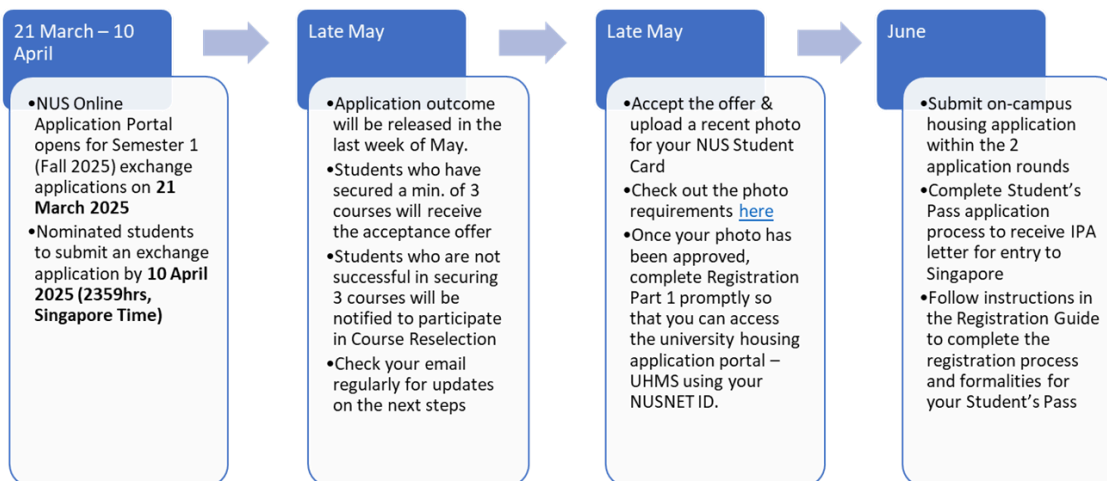 21 March – 10
April
•NUS Online
Application Portal
opens for Semester 1
(Fall 2025) exchange
applications on 21
March 2025
•Nominated students
to submit an exchange
application by 10 April
2025 (2359hrs,
Singapore Time)
Late May
•Application outcome
will be released in the
last week of May.
•Students who have
secured a min. of 3
courses will receive
the acceptance offer
•Students who are not
successful in securing
3 courses will be
notified to participate
in Course Reselection
•Check your email
regularly for updates
on the next steps
Late May
•Accept the offer &
upload a recent photo
for your NUS Student
Card
•Check out the photo
requirements here
•Once your photo has
been approved,
complete Registration
Part 1 promptly so
that you can access
the university housing
application portal –
UHMS using your
NUSNET ID.
June
•Submit on-campus
housing application
within the 2
application rounds
•Complete Student’s
Pass application
process to receive IPA
letter for entry to
Singapore
•Follow instructions in
the Registration Guide
to complete the
registration process
and formalities for
your Student’s Pass